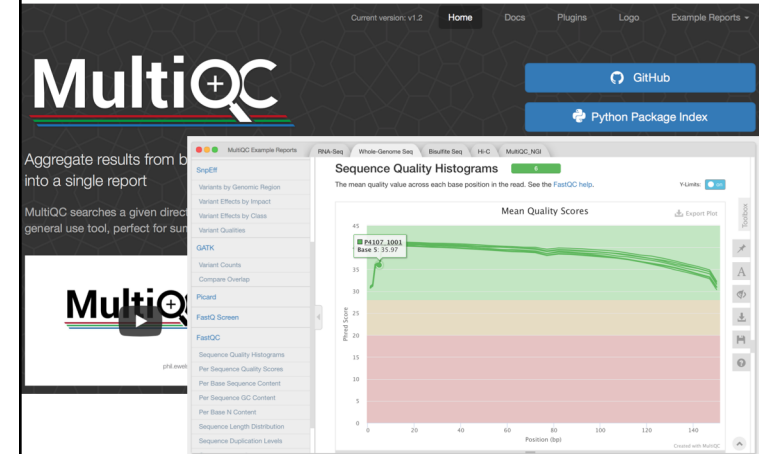 Current version: v1.2
Home
Docs
Plugins
Logo
Example Reports
MultiQC
GitHub
Python Package Index
Aggregate results from b
into a single report
MultiQC searches a given direct
general use tool, perfect for sum
MultiQ
phil.ewel
MultiQC Example Reports
RNA-Seq
Whole-Genome Seq
Bisulfite Seq
Hi-C
MultiQC_NGI
SnpEff
Variants by Genomic Region
Variant Effects by Impact
Variant Effects by Class
Variant Qualities
GATK
Variant Counts
Compare Overlap
Picard
FastQ Screen
FastQC
Sequence Quality Histograms
Per Sequence Quality Scores
Per Base Sequence Content
Per Sequence GC Content
Per Base N Content
Sequence Length Distribution
Sequence Duplication Levels
Sequence Quality Histograms
6
The mean quality value across each base position in the read. See the FastQC help.
Y-Limits: on
Mean Quality Scores
Export Plot
Toolbox
A
P4107_1001
Base 5: 35.97
Phred Score
45
35
30
25
20
15
10
5
0
0 20 40 60 80 100 120 140
Position (bp)
Created with MultiQC